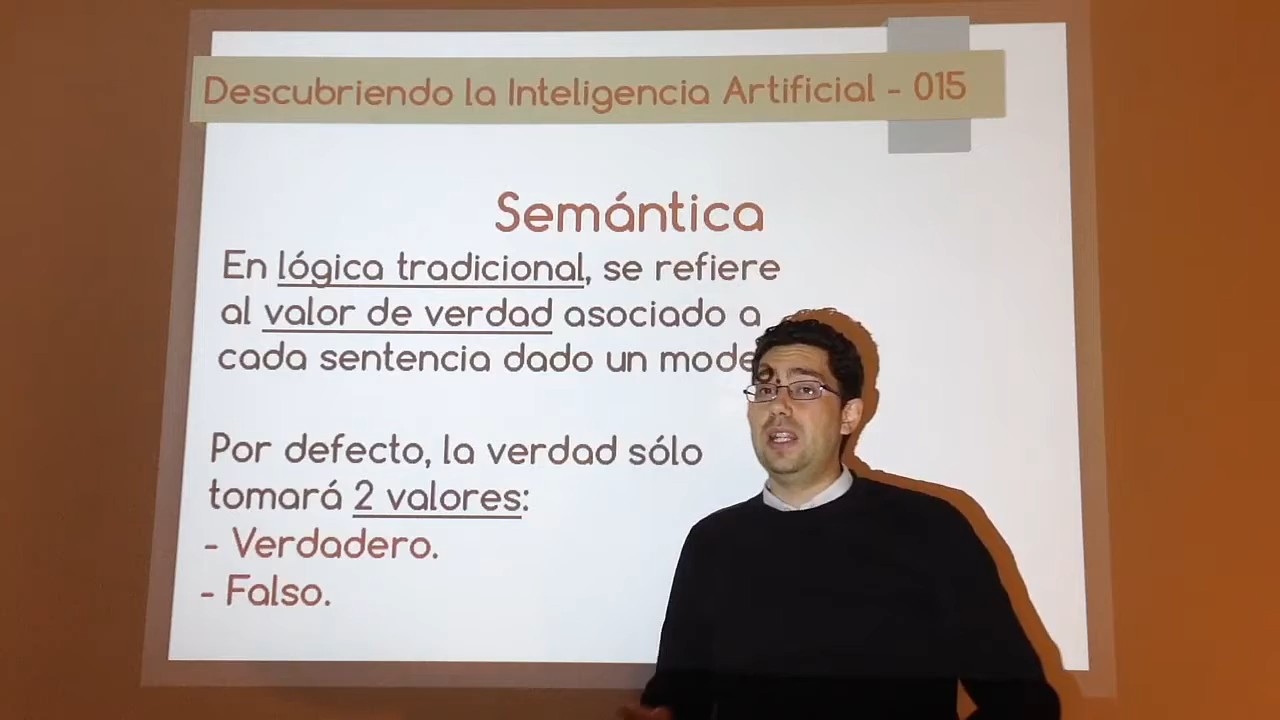 Descubriendo la Inteligencia Artificial - 015
Semántica
En lógica tradicional, se refiere
al valor de verdad asociado a
cada sentencia dado un modelo.
Por defecto, la verdad sólo
tomará 2 valores:
- Verdadero.
- Falso.